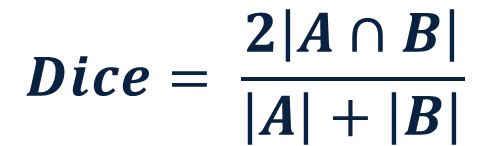 Dice = 2|A ∩ B|
|A| + |B|